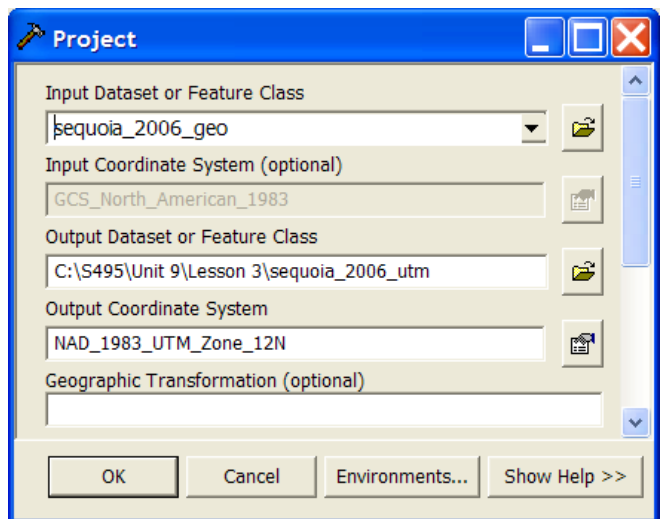 Project
Input Dataset or Feature Class
sequoia_2006_geo
Input Coordinate System (optional)
GCS_North_American_1983
Output Dataset or Feature Class
C:\S495\Unit 9\Lesson 3\sequoia_2006_utm
Output Coordinate System
NAD_1983_UTM_Zone_12N
Geographic Transformation (optional)
OK Cancel Environments... Show Help >>